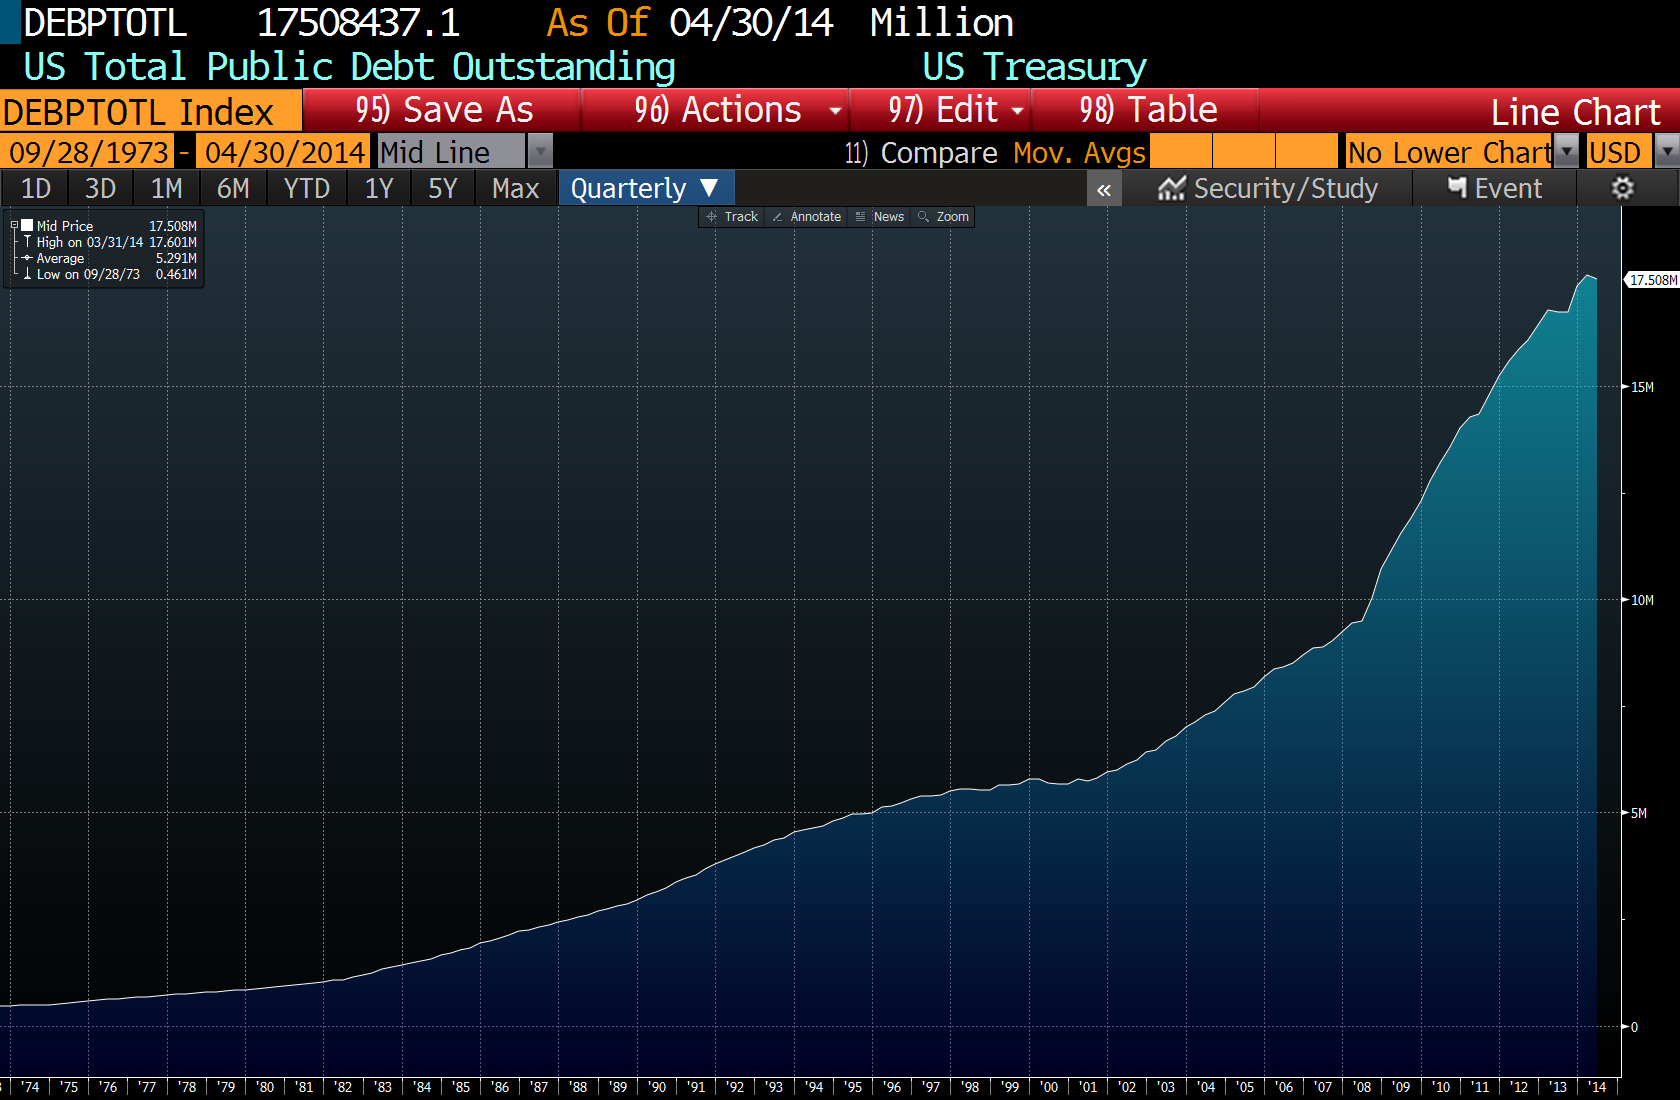 DEBPTOTL 17508437.1 As Of 04/30/14 Million
US Total Public Debt Outstanding US Treasury
DEBPTOTL Index 95) Save As 96) Actions 97) Edit 98) Table Line Chart
09/28/1973 - 04/30/2014 Mid Line 11) Compare Mov. Avgs No Lower Chart USD
1D 3D 1M 6M YTD 1Y 5Y Max Quarterly ▼ « Security/Study Event
Track Annotate News Zoom
Mid Price 17.508M
High on 03/31/14 17.601M
Average 5.291M
Low on 09/28/73 0.461M
17.508M
15M
10M
5M
0
'74 '75 '76 '77 '78 '79 '80 '81 '82 '83 '84 '85 '86 '87 '88 '89 '90 '91 '92 '93 '94 '95 '96 '97 '98 '99 '00 '01 '02 '03 '04 '05 '06 '07 '08 '09 '10 '11 '12 '13 '14